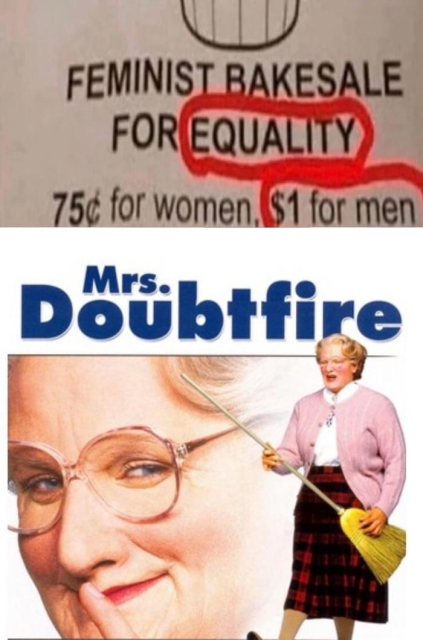 FEMINIST BAKESALE
FOR EQUALITY
75¢ for women, $1 for men
Mrs.
Doubtfire